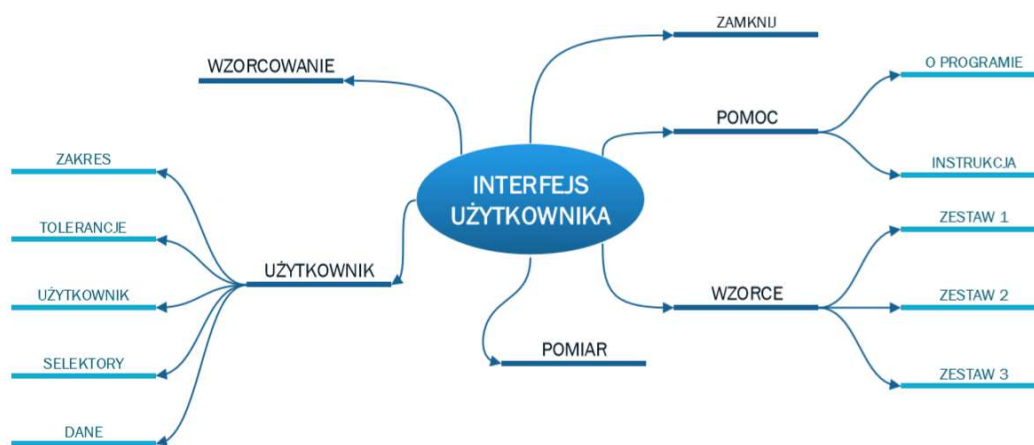 ZAMKNIJ
WZORCOWANIE
O PROGRAMIE
POMOC
ZAKRES
INSTRUKCJA
INTERFEJS
UŻYTKOWNIKA
TOLERANCJE
ZESTAW 1
UŻYTKOWNIK
UŻYTKOWNIK
WZORCE
ZESTAW 2
POMIAR
SELEKTORY
ZESTAW 3
DANE